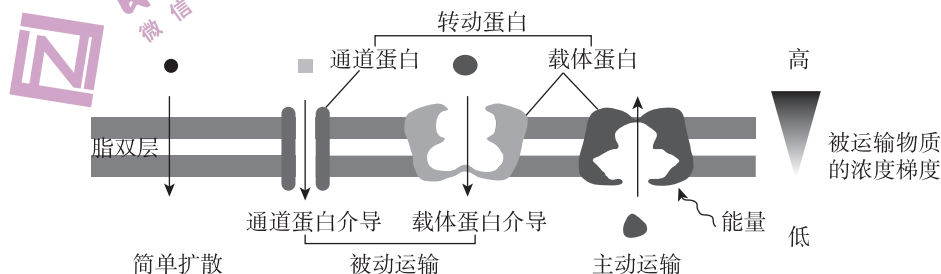 微信
转动蛋白
通道蛋白
载体蛋白
高
脂双层
被运输物质
的浓度梯度
通道蛋白介导
载体蛋白介导
能量
低
简单扩散
被动运输
主动运输